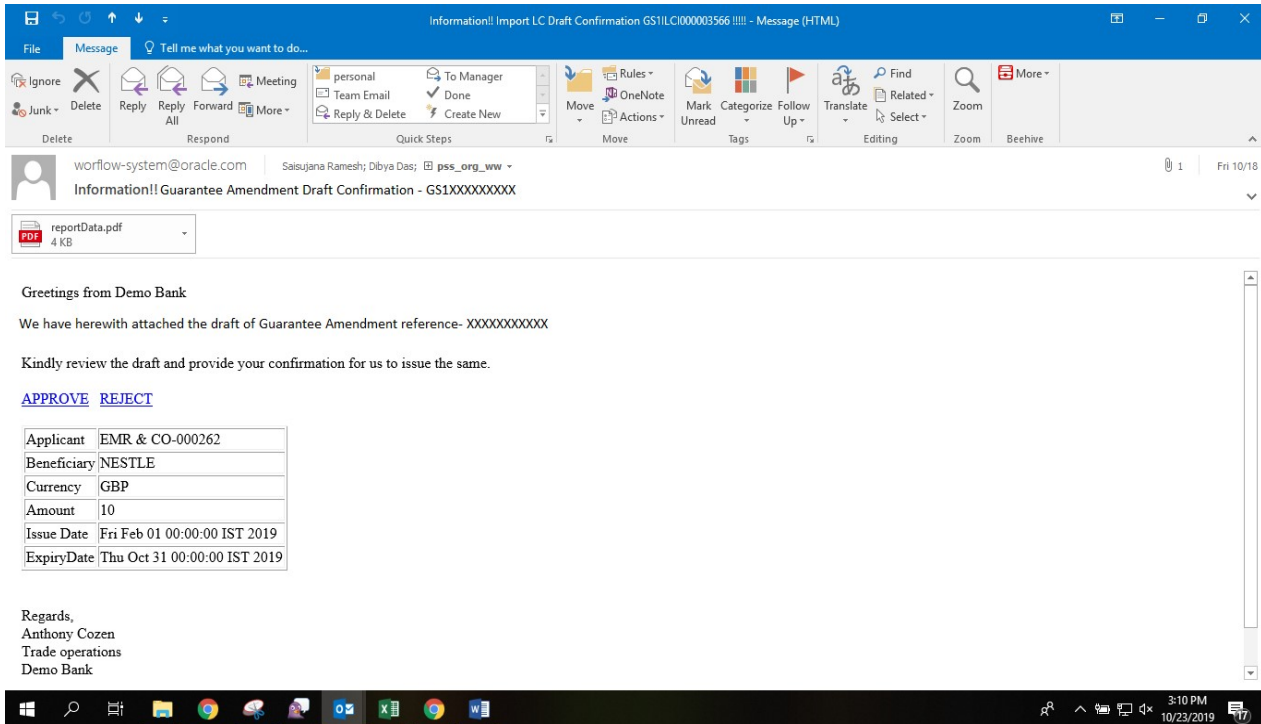 Information!! Import LC Draft Confirmation GS1ILCI000003566 !!!!! - Message (HTML)
File Message Tell me what you want to do...
Ignore
Junk
Delete
Reply
Reply All
Forward
Meeting
More
personal
Team Email
Reply & Delete
To Manager
Done
Create New
Move
Rules
OneNote
Actions
Mark Unread
Categorize
Follow Up
Translate
Find
Related
Select
Zoom
More
Delete Respond Quick Steps Move Tags Editing Zoom Beehive
worflow-system@oracle.com Saisujana Ramesh; Dibya Das; pss_org_ww 1 Fri 10/18
Information!! Guarantee Amendment Draft Confirmation - GS1XXXXXXXXX
PDF
reportData.pdf
4 KB
Greetings from Demo Bank
We have herewith attached the draft of Guarantee Amendment reference- XXXXXXXXXXX
Kindly review the draft and provide your confirmation for us to issue the same.
APPROVE REJECT
Applicant EMR & CO-000262
Beneficiary NESTLE
Currency GBP
Amount 10
Issue Date Fri Feb 01 00:00:00 IST 2019
ExpiryDate Thu Oct 31 00:00:00 IST 2019
Regards,
Anthony Cozen
Trade operations
Demo Bank
3:10 PM
10/23/2019
17